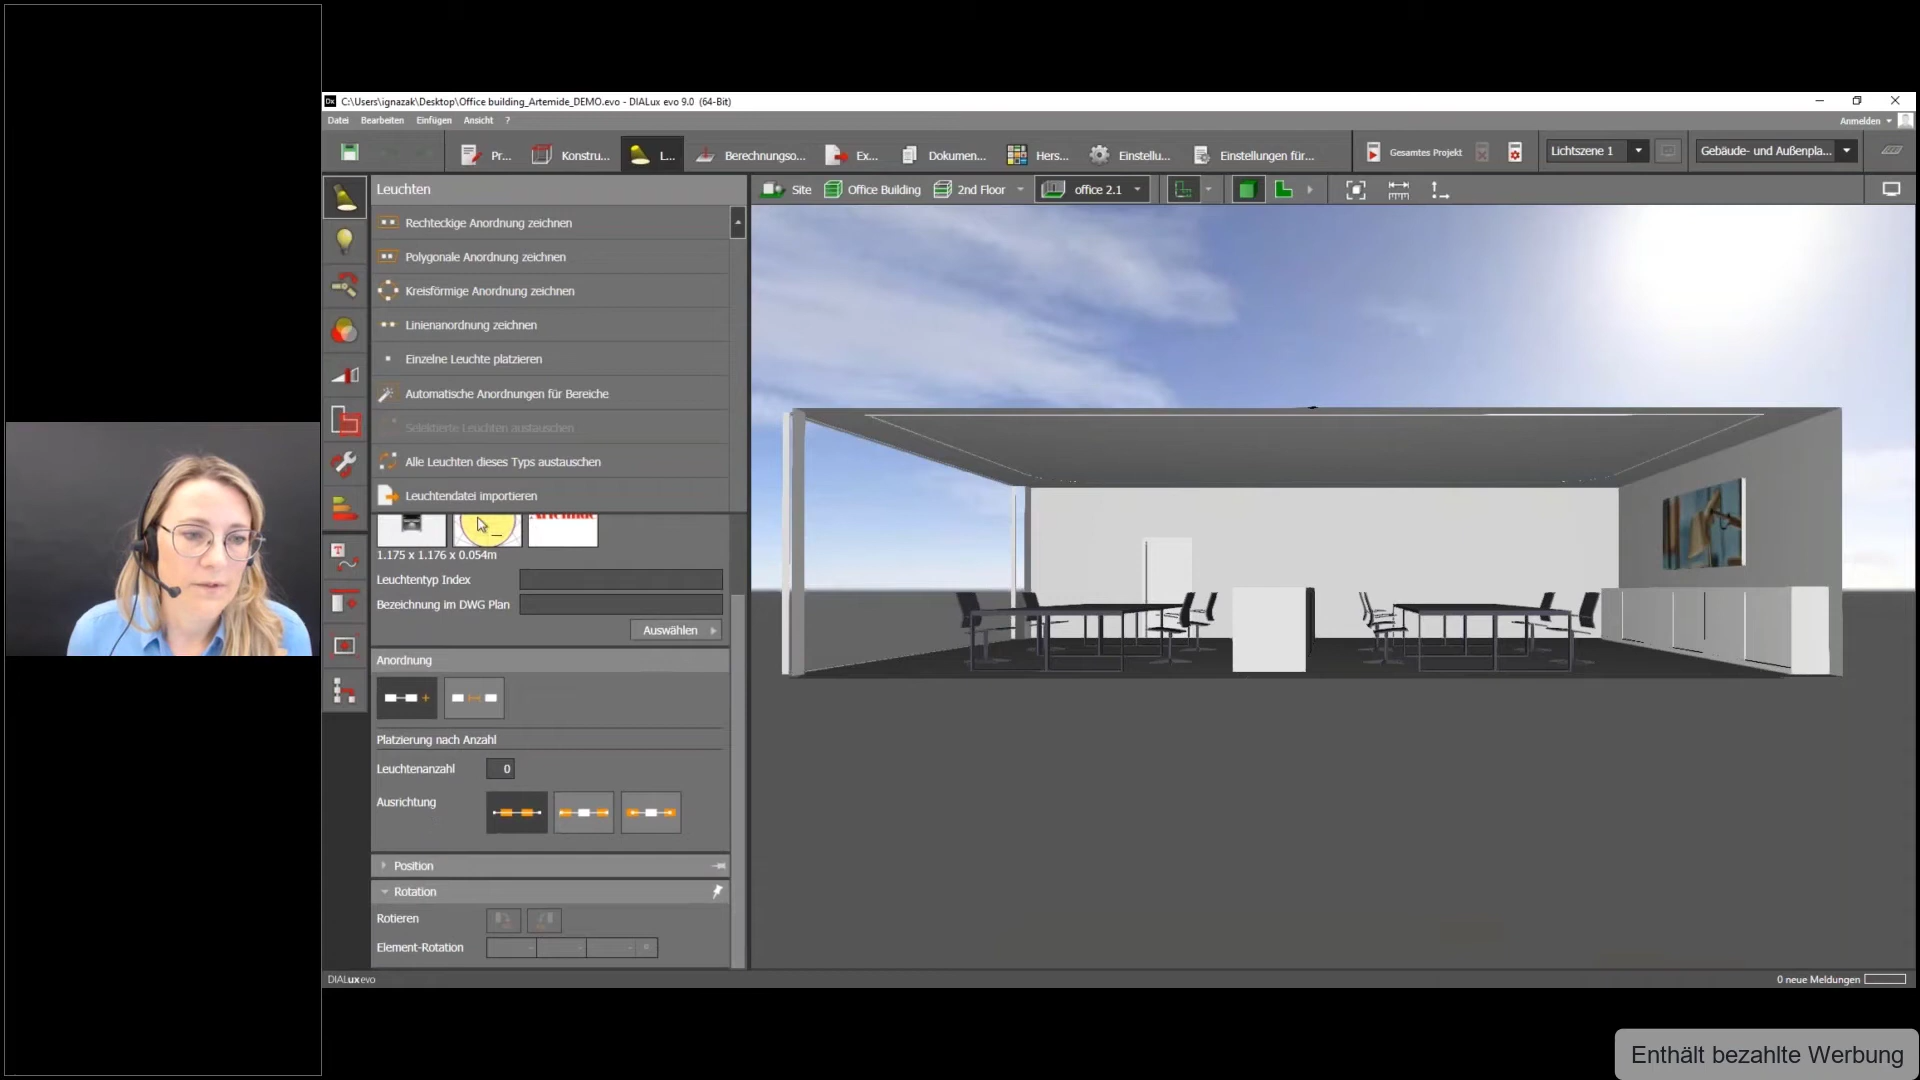 C:\Users\ignazak\Desktop\Office building_Artemide_DEMO.evo - DIALux evo 9.0 (64-Bit)
Datei Bearbeiten Einfügen Ansicht ?
Anmelden
Pr... Konstru... L... Berechnungso... Ex... Dokumen... Hers... Einstellu... Einstellungen für... Gesamtes Projekt Lichtszene 1 Gebäude- und Außenpla...
Leuchten
Site Office Building 2nd Floor office 2.1
Rechteckige Anordnung zeichnen
Polygonale Anordnung zeichnen
Kreisförmige Anordnung zeichnen
Linienanordnung zeichnen
Einzelne Leuchte platzieren
Automatische Anordnungen für Bereiche
Selektierte Leuchten austauschen
Alle Leuchten dieses Typs austauschen
Leuchtendatei importieren
1.175 x 1.176 x 0.054m
Leuchtentyp Index
Bezeichnung im DWG Plan
Auswählen
Anordnung
Platzierung nach Anzahl
Leuchtenanzahl 0
Ausrichtung
Position
Rotation
Rotieren
Element-Rotation
DIALux evo
0 neue Meldungen
Enthält bezahlte Werbung